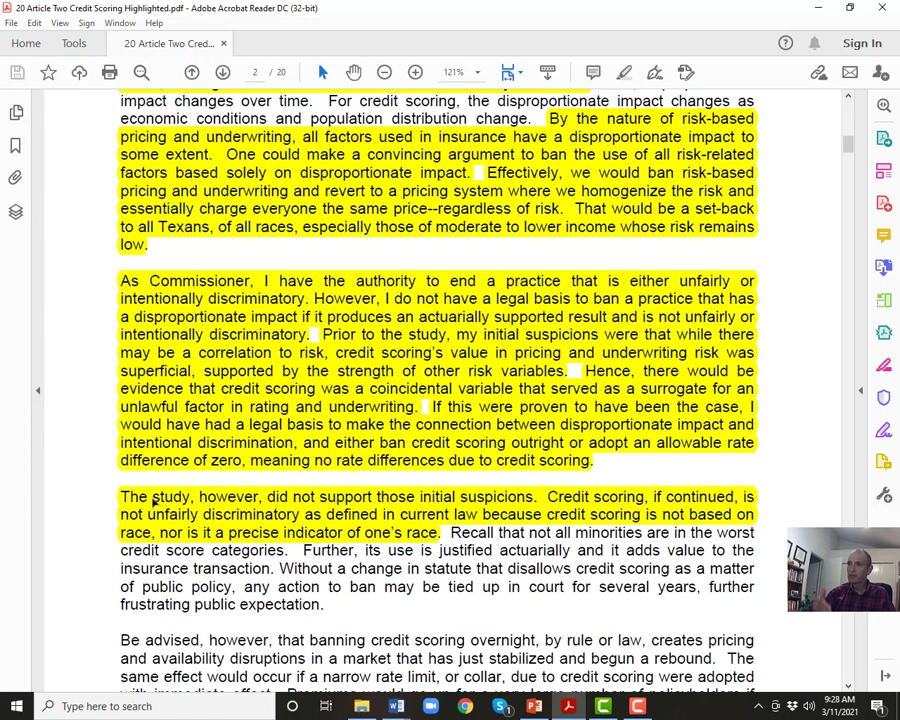 20 Article Two Credit Scoring Highlighted.pdf - Adobe Acrobat Reader DC (32-bit)
File Edit View Sign Window Help
Home Tools 20 Article Two Cred... × Sign In
2 / 20 121%
impact changes over time. For credit scoring, the disproportionate impact changes as
economic conditions and population distribution change. By the nature of risk-based
pricing and underwriting, all factors used in insurance have a disproportionate impact to
some extent. One could make a convincing argument to ban the use of all risk-related
factors based solely on disproportionate impact. Effectively, we would ban risk-based
pricing and underwriting and revert to a pricing system where we homogenize the risk and
essentially charge everyone the same price--regardless of risk. That would be a set-back
to all Texans, of all races, especially those of moderate to lower income whose risk remains
low.
As Commissioner, I have the authority to end a practice that is either unfairly or
intentionally discriminatory. However, I do not have a legal basis to ban a practice that has
a disproportionate impact if it produces an actuarially supported result and is not unfairly or
intentionally discriminatory. Prior to the study, my initial suspicions were that while there
may be a correlation to risk, credit scoring's value in pricing and underwriting risk was
superficial, supported by the strength of other risk variables. Hence, there would be
evidence that credit scoring was a coincidental variable that served as a surrogate for an
unlawful factor in rating and underwriting. If this were proven to have been the case, I
would have had a legal basis to make the connection between disproportionate impact and
intentional discrimination, and either ban credit scoring outright or adopt an allowable rate
difference of zero, meaning no rate differences due to credit scoring.
The study, however, did not support those initial suspicions. Credit scoring, if continued, is
not unfairly discriminatory as defined in current law because credit scoring is not based on
race, nor is it a precise indicator of one's race. Recall that not all minorities are in the worst
credit score categories. Further, its use is justified actuarially and it adds value to the
insurance transaction. Without a change in statute that disallows credit scoring as a matter
of public policy, any action to ban may be tied up in court for several years, further
frustrating public expectation.
Be advised, however, that banning credit scoring overnight, by rule or law, creates pricing
and availability disruptions in a market that has just stabilized and begun a rebound. The
same effect would occur if a narrow rate limit, or collar, due to credit scoring were adopted
Type here to search
9:28 AM
3/11/2021